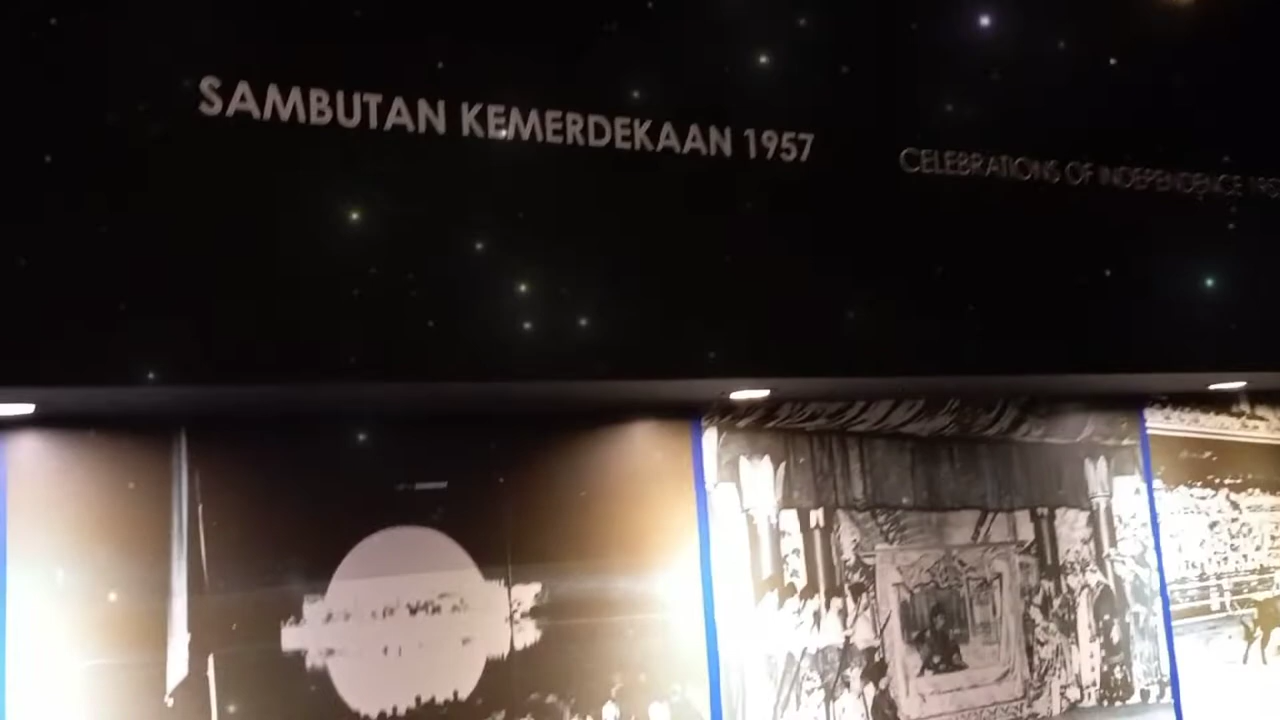 SAMBUTAN KEMERDEKAAN 1957
CELEBRATIONS OF INDEPENDENCE